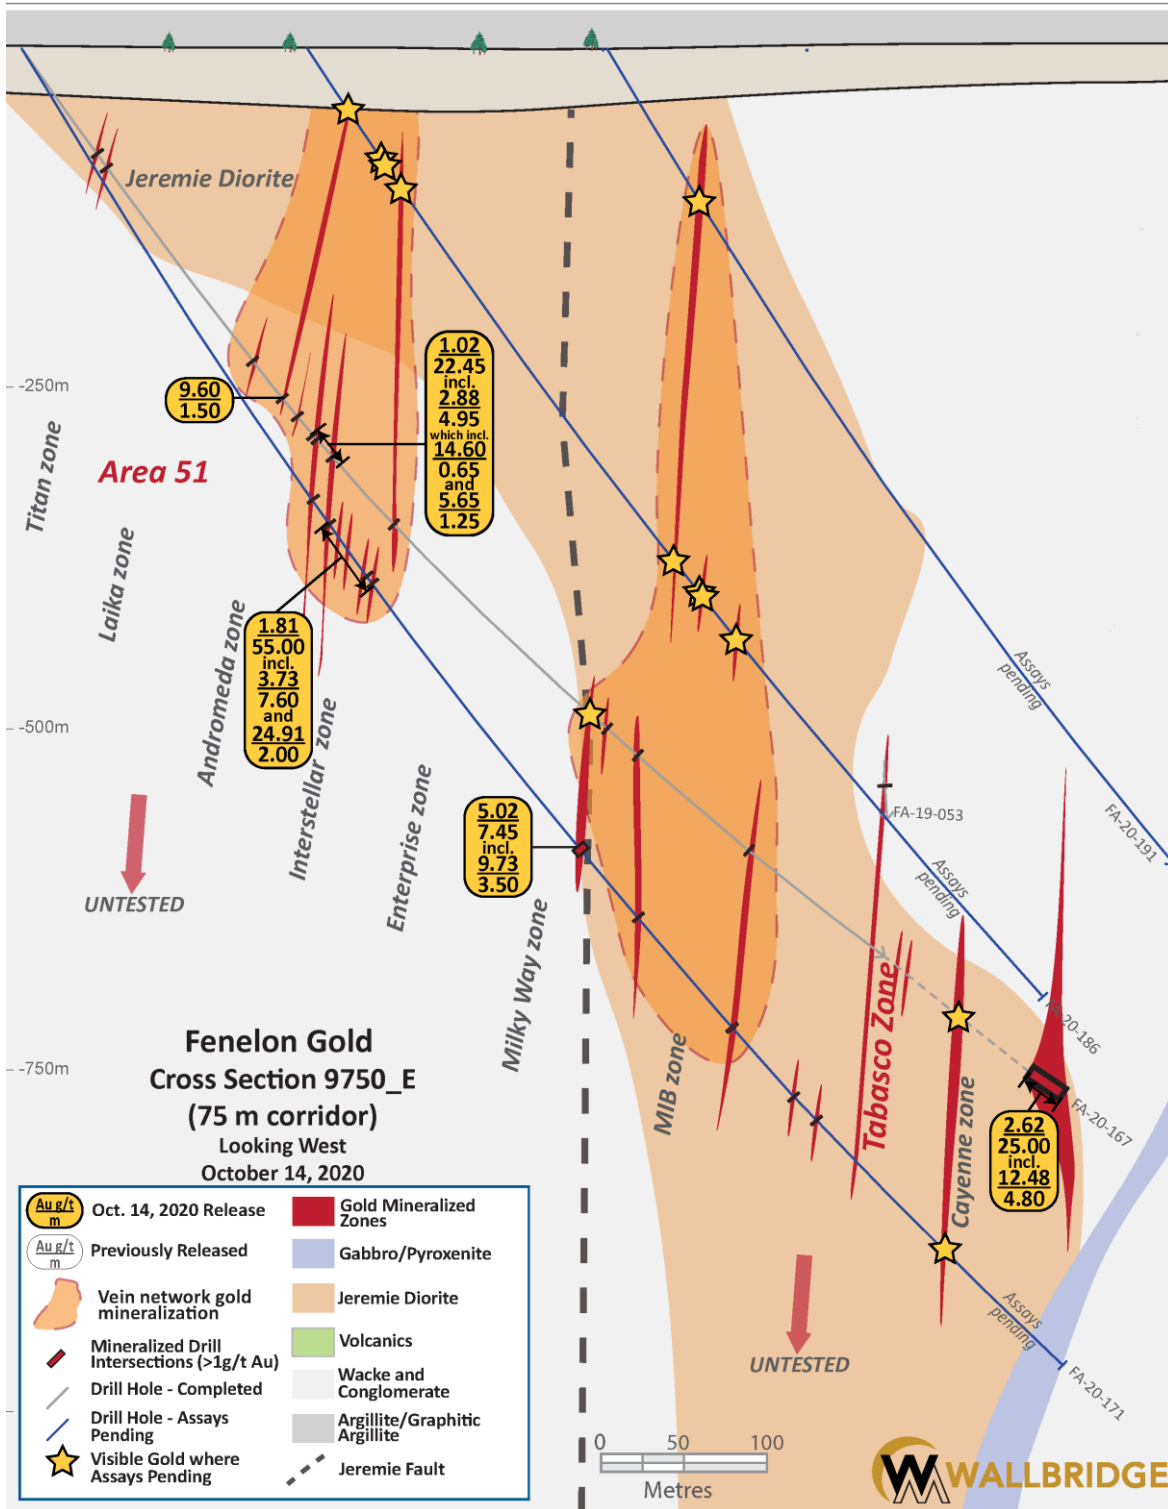 Jeremie Diorite
-250m
9.60
1.50
1.02
22.45
incl.
2.88
4.95
which incl.
14.60
0.65
and
5.65
1.25
Area 51
Titan zone
Laika zone
Andromeda zone
Interstellar zone
Enterprise zone
Milky Way zone
MIB zone
Tabasco Zone
Cayenne zone
1.81
55.00
incl.
3.73
7.60
and
24.91
2.00
-500m
UNTESTED
5.02
7.45
incl.
9.73
3.50
Assays
pending
FA-20-191
FA-19-053
Assays
pending
FA-20-186
FA-20-167
2.62
25.00
incl.
12.48
4.80
-750m
Assays
pending
FA-20-171
UNTESTED
Fenelon Gold
Cross Section 9750_E
(75 m corridor)
Looking West
October 14, 2020
Au g/t
m
Oct. 14, 2020 Release
Au g/t
m
Previously Released
Vein network gold
mineralization
Mineralized Drill
Intersections (>1g/t Au)
Drill Hole - Completed
Drill Hole - Assays
Pending
Visible Gold where
Assays Pending
Gold Mineralized
Zones
Gabbro/Pyroxenite
Jeremie Diorite
Volcanics
Wacke and
Conglomerate
Argillite/Graphitic
Argillite
Jeremie Fault
0 50 100
Metres
WALLBRIDGE